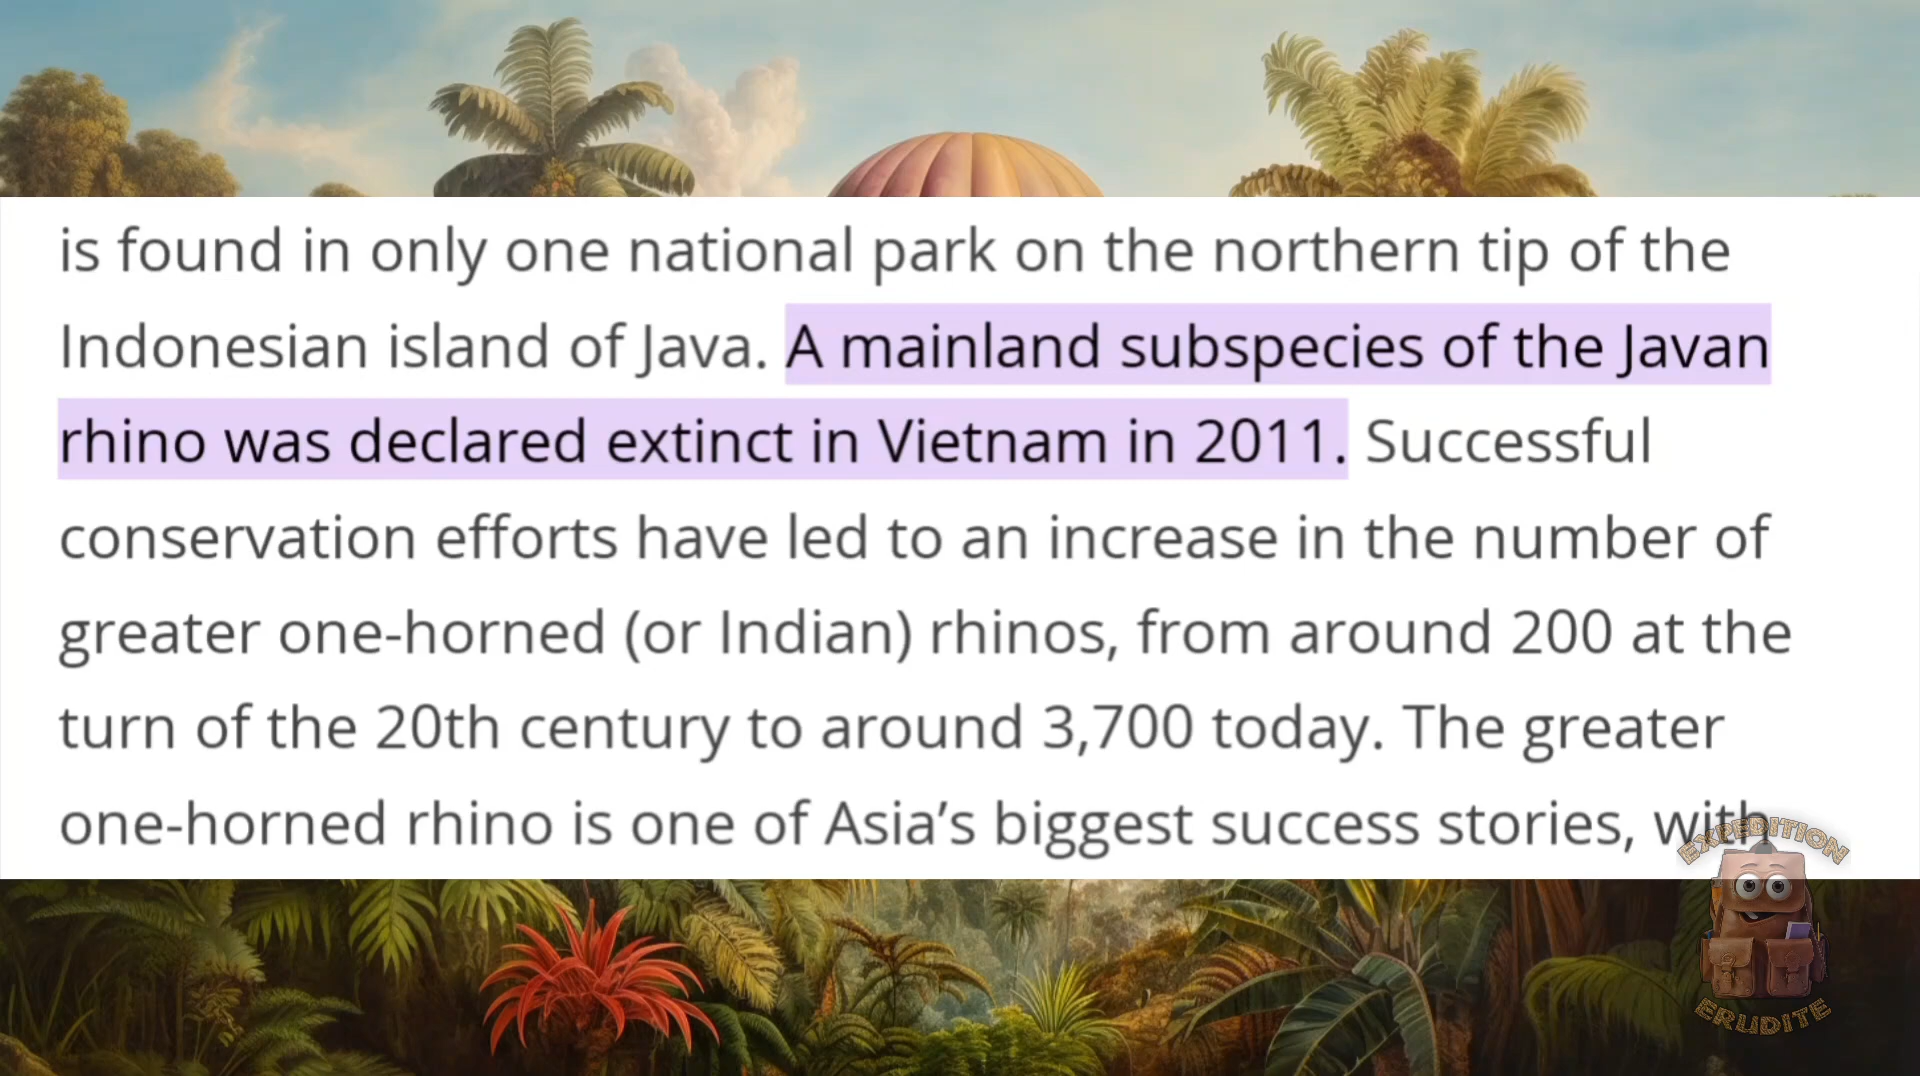 is found in only one national park on the northern tip of the
Indonesian island of Java. A mainland subspecies of the Javan
rhino was declared extinct in Vietnam in 2011. Successful
conservation efforts have led to an increase in the number of
greater one-horned (or Indian) rhinos, from around 200 at the
turn of the 20th century to around 3,700 today. The greater
one-horned rhino is one of Asia’s biggest success stories, with
EXPEDITION
ERUDITE